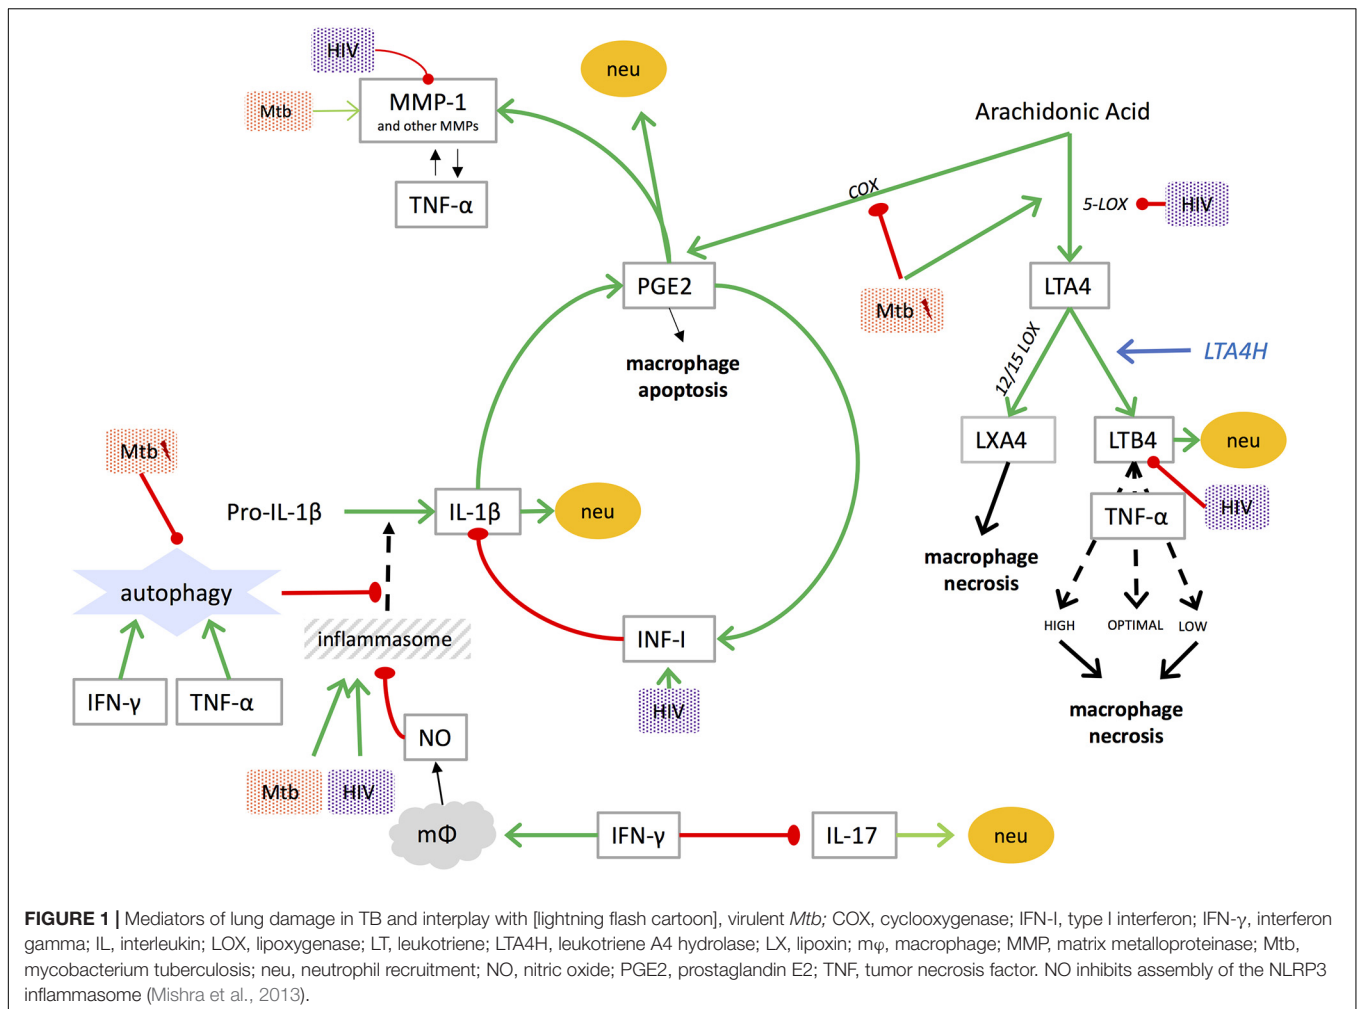 HIV
neu
Mtb
MMP-1
and other MMPs
Arachidonic Acid
TNF-α
COX
5-LOX
HIV
PGE2
Mtb
LTA4
macrophage
apoptosis
12/15 LOX
LTA4H
Mtb
LXA4
LTB4
neu
Pro-IL-1β
IL-1β
neu
TNF-α
HIV
macrophage
necrosis
autophagy
inflammasome
INF-I
HIGH
OPTIMAL
LOW
IFN-γ
TNF-α
HIV
macrophage
necrosis
NO
Mtb
HIV
mΦ
IFN-γ
IL-17
neu
FIGURE 1 | Mediators of lung damage in TB and interplay with [lightning flash cartoon], virulent Mtb; COX, cyclooxygenase; IFN-I, type I interferon; IFN-γ, interferon
gamma; IL, interleukin; LOX, lipoxygenase; LT, leukotriene; LTA4H, leukotriene A4 hydrolase; LX, lipoxin; mφ, macrophage; MMP, matrix metalloproteinase; Mtb,
mycobacterium tuberculosis; neu, neutrophil recruitment; NO, nitric oxide; PGE2, prostaglandin E2; TNF, tumor necrosis factor. NO inhibits assembly of the NLRP3
inflammasome (Mishra et al., 2013).